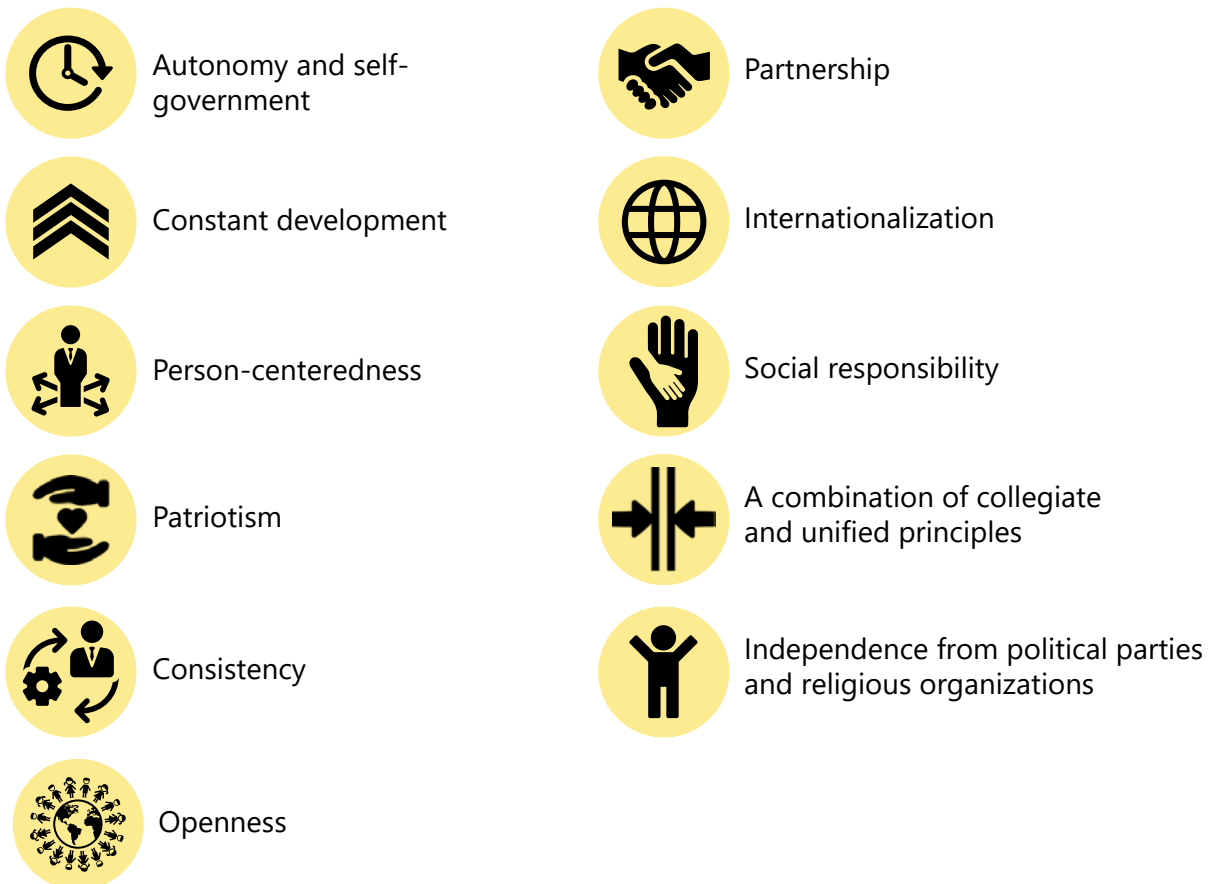 Autonomy and self-
government
Constant development
Person-centeredness
Patriotism
Consistency
Openness
Partnership
Internationalization
Social responsibility
A combination of collegiate
and unified principles
Independence from political parties
and religious organizations